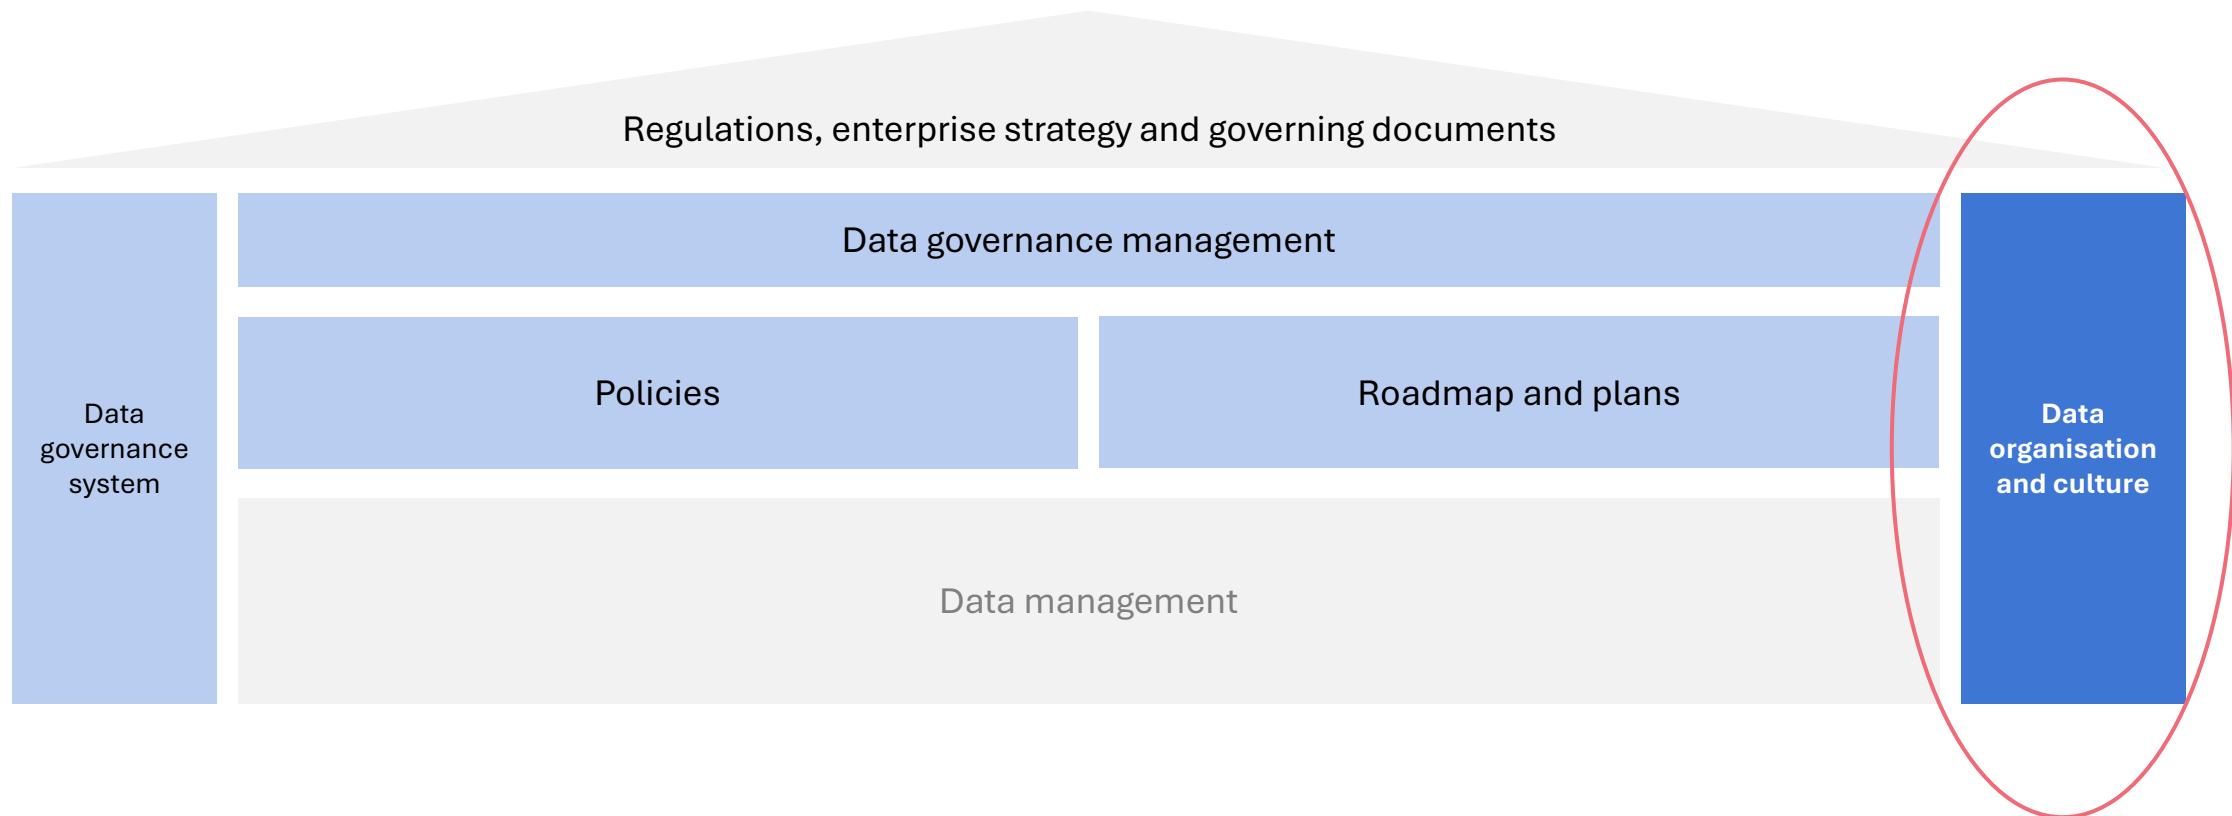 Regulations, enterprise strategy and governing documents
Data governance management
Data
governance
system
Policies
Roadmap and plans
Data
organisation
and culture
Data management